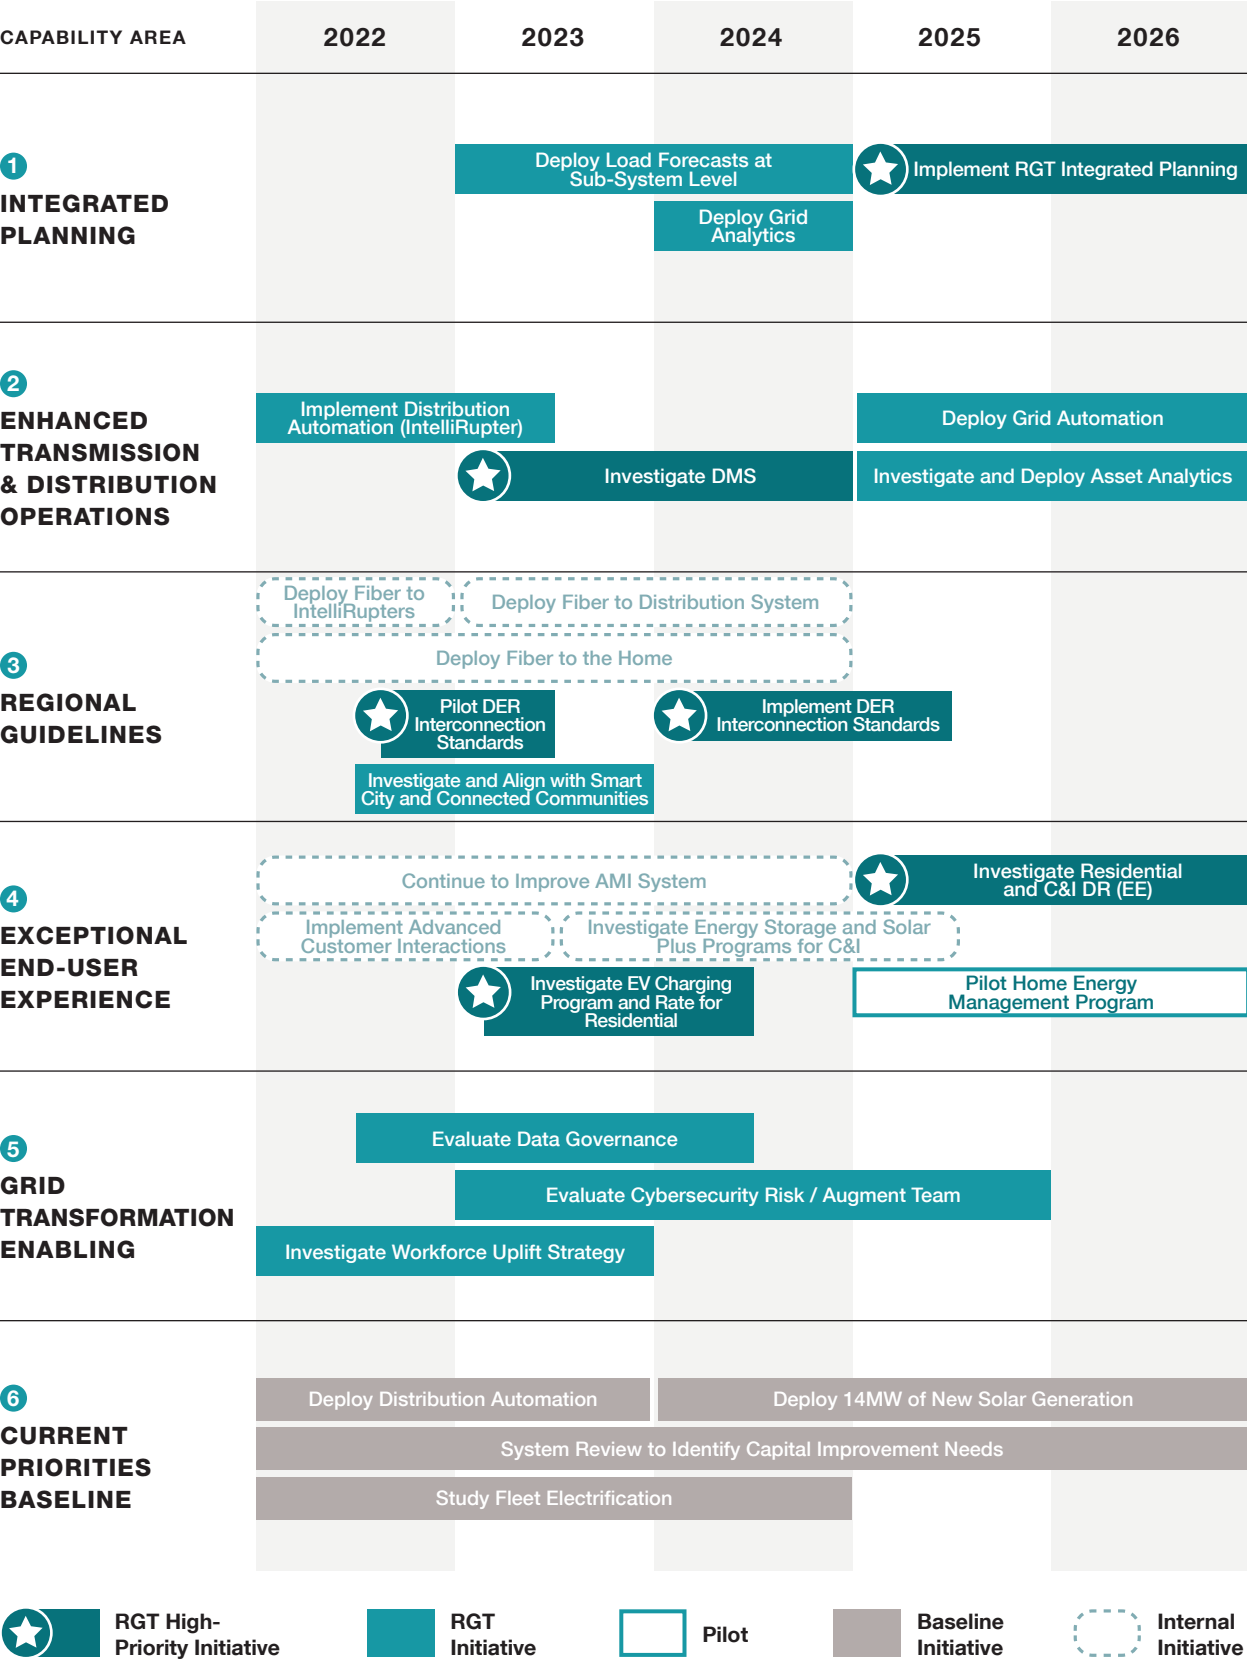 CAPABILITY AREA 2022 2023 2024 2025 2026
1
INTEGRATED
PLANNING
Deploy Load Forecasts at
Sub-System Level
Implement RGT Integrated Planning
Deploy Grid
Analytics
2
ENHANCED
TRANSMISSION
& DISTRIBUTION
OPERATIONS
Implement Distribution
Automation (IntelliRupter)
Deploy Grid Automation
Investigate DMS
Investigate and Deploy Asset Analytics
3
REGIONAL
GUIDELINES
Deploy Fiber to
IntelliRupters
Deploy Fiber to Distribution System
Deploy Fiber to the Home
Pilot DER
Interconnection
Standards
Implement DER
Interconnection Standards
Investigate and Align with Smart
City and Connected Communities
4
EXCEPTIONAL
END-USER
EXPERIENCE
Continue to Improve AMI System
Investigate Residential
and C&I DR (EE)
Implement Advanced
Customer Interactions
Investigate Energy Storage and Solar
Plus Programs for C&I
Investigate EV Charging
Program and Rate for
Residential
Pilot Home Energy
Management Program
5
GRID
TRANSFORMATION
ENABLING
Evaluate Data Governance
Evaluate Cybersecurity Risk / Augment Team
Investigate Workforce Uplift Strategy
6
CURRENT
PRIORITIES
BASELINE
Deploy Distribution Automation
Deploy 14MW of New Solar Generation
System Review to Identify Capital Improvement Needs
Study Fleet Electrification
RGT High-
Priority Initiative
RGT
Initiative
Pilot
Baseline
Initiative
Internal
Initiative